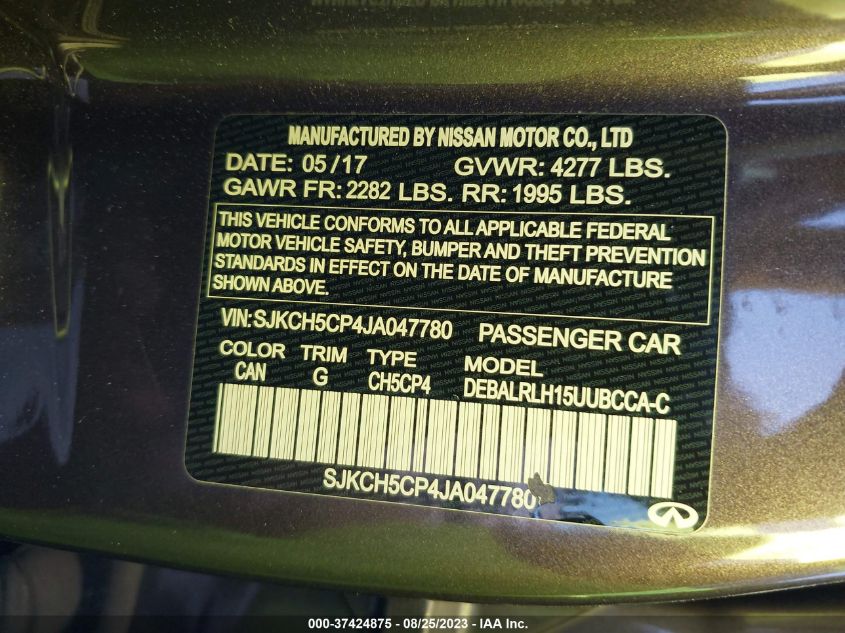 MANUFACTURED BY NISSAN MOTOR CO., LTD
DATE: 05/17 GVWR: 4277 LBS.
GAWR FR: 2282 LBS. RR: 1995 LBS.
THIS VEHICLE CONFORMS TO ALL APPLICABLE FEDERAL
MOTOR VEHICLE SAFETY, BUMPER AND THEFT PREVENTION
STANDARDS IN EFFECT ON THE DATE OF MANUFACTURE
SHOWN ABOVE.
VIN:SJKCH5CP4JA047780 PASSENGER CAR
COLOR TRIM TYPE MODEL
CAN G CH5CP4 DEBALRLH15UUBCCA-C
SJKCH5CP4JA047780
000-37424875 - 08/25/2023 - IAA Inc.